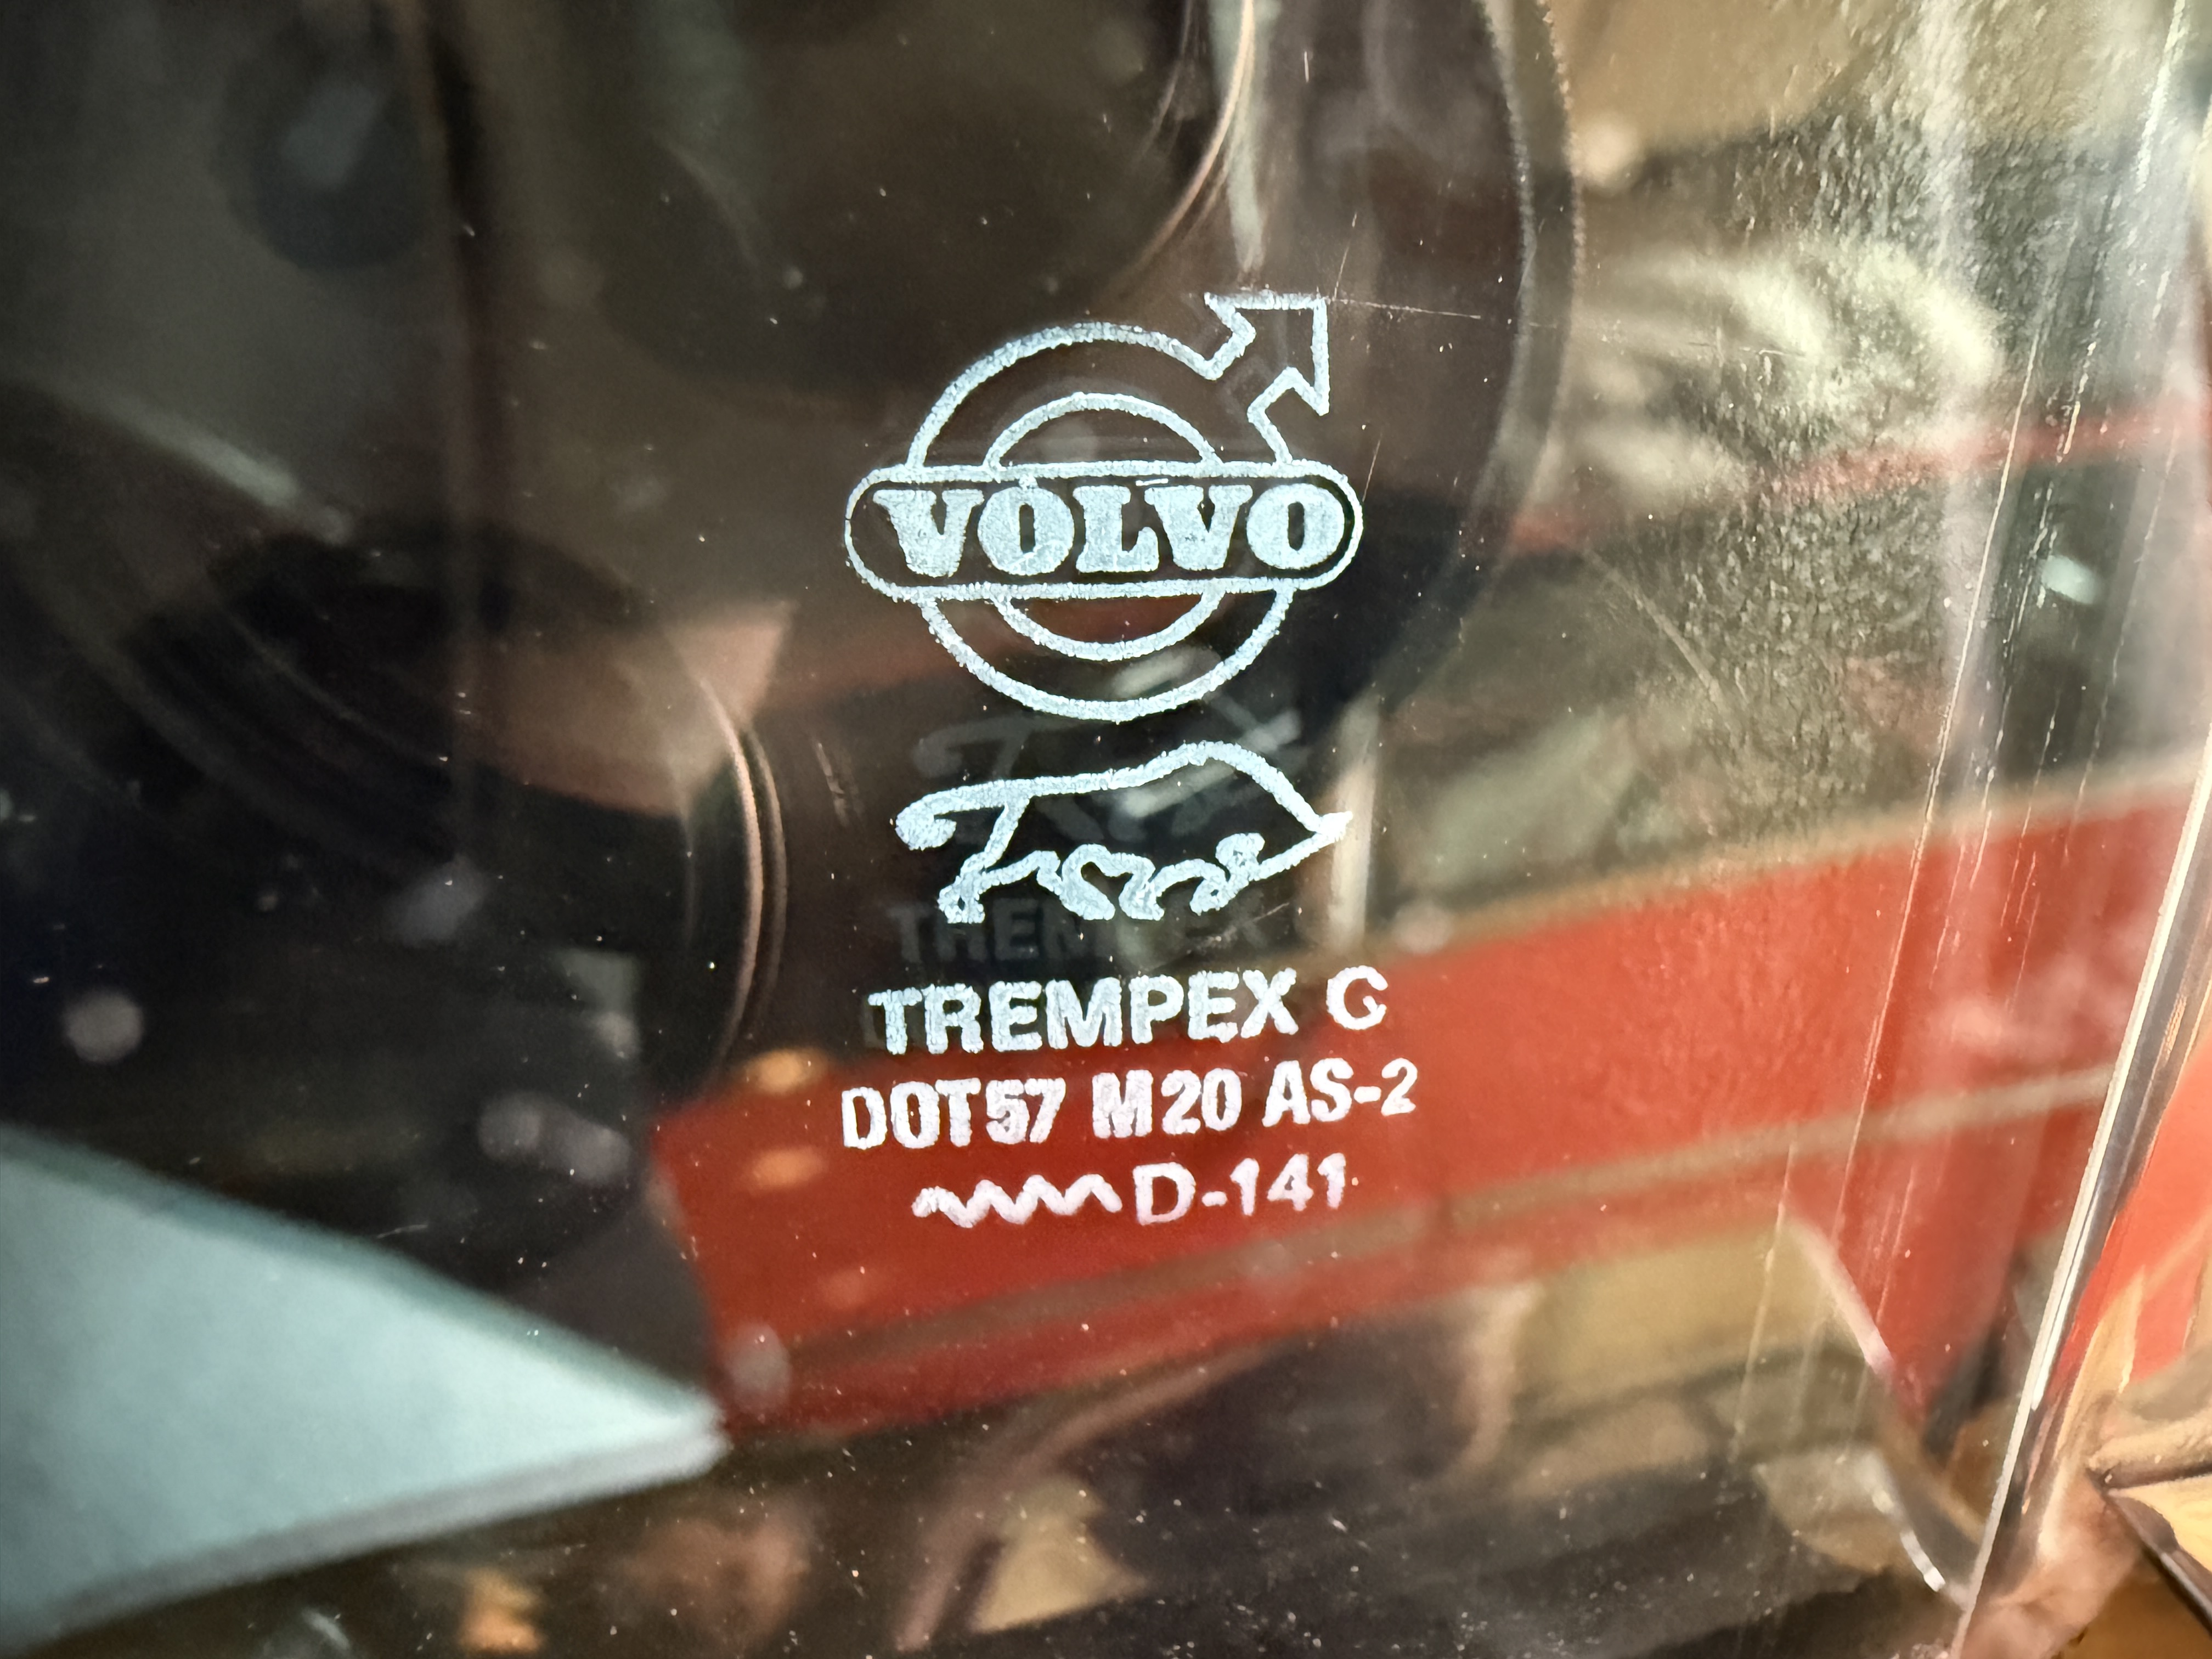 VOLVO
TREMPEX G
DOT57 M20 AS-2
D-141